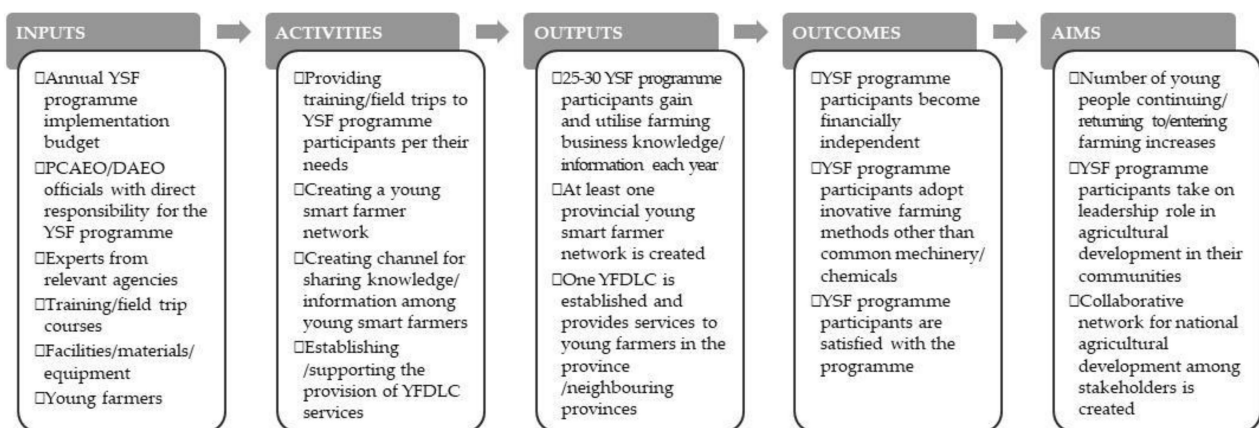 INPUTS
□Annual YSF
programme
implementation
budget
□PCAEO/DAEO
officials with direct
responsibility for the
YSF programme
□Experts from
relevant agencies
□Training/field trip
courses
□Facilities/materials/
equipment
□Young farmers
ACTIVITIES
□Providing
training/field trips to
YSF programme
participants per their
needs
□Creating a young
smart farmer
network
□Creating channel for
sharing knowledge/
information among
young smart farmers
□Establishing
/supporting the
provision of YFDLC
services
OUTPUTS
□25-30 YSF programme
participants gain
and utilise farming
business knowledge/
information each year
□At least one
provincial young
smart farmer
network is created
□One YFDLC is
established and
provides services to
young farmers in the
province
/neighbouring
provinces
OUTCOMES
□YSF programme
participants become
financially
independent
□YSF programme
participants adopt
inovative farming
methods other than
common mechinery/
chemicals
□YSF programme
participants are
satisfied with the
programme
AIMS
□Number of young
people continuing/
returning to/entering
farming increases
□YSF programme
participants take on
leadership role in
agricultural
development in their
communities
□Collaborative
network for national
agricultural
development among
stakeholders is
created